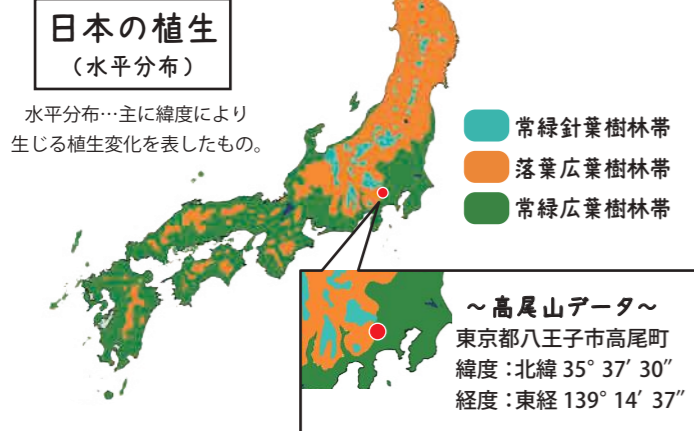 日本の植生
（水平分布）
水平分布…主に緯度により
生じる植生変化を表したもの。
常緑針葉樹林帯
落葉広葉樹林帯
常緑広葉樹林帯
～高尾山データ～
東京都八王子市高尾町
緯度：北緯 35° 37′ 30″
経度：東経 139° 14′ 37″